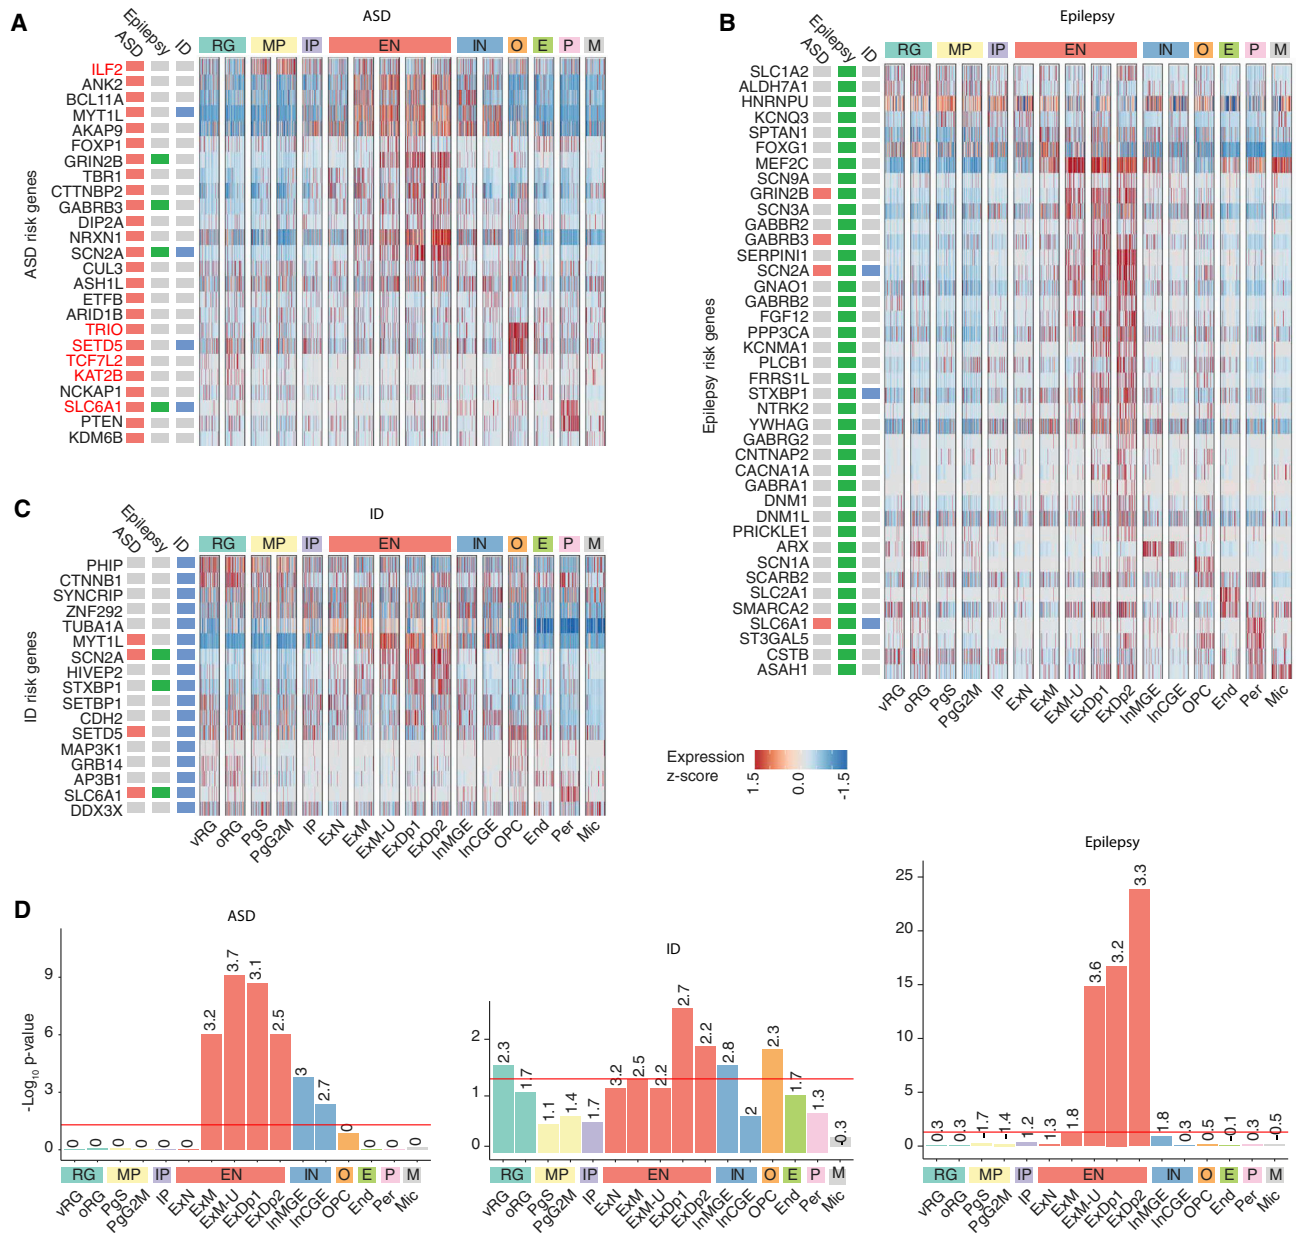 A
ASD
ASD
Epilepsy
ID
RG MP IP EN IN O E P M
ASD risk genes
ILF2
ANK2
BCL11A
MYT1L
AKAP9
FOXP1
GRIN2B
TBR1
CTTNBP2
GABRB3
DIP2A
NRXN1
SCN2A
CUL3
ASH1L
ETFB
ARID1B
TRIO
SETD5
TCF7L2
KAT2B
NCKAP1
SLC6A1
PTEN
KDM6B
B
Epilepsy
ASD
Epilepsy
ID
RG MP IP EN IN O E P M
Epilepsy risk genes
SLC1A2
ALDH7A1
HNRNPU
KCNQ3
SPTAN1
FOXG1
MEF2C
SCN9A
GRIN2B
SCN3A
GABBR2
GABRB3
SERPINI1
SCN2A
GNAO1
GABRB2
FGF12
PPP3CA
KCNMA1
PLCB1
FRRS1L
STXBP1
NTRK2
YWHAG
GABRG2
CNTNAP2
CACNA1A
GABRA1
DNM1
DNM1L
PRICKLE1
ARX
SCN1A
SCARB2
SLC2A1
SMARCA2
SLC6A1
ST3GAL5
CSTB
ASAH1
vRG oRG PgS PgG2M IP ExN ExM ExM-U ExDp1 ExDp2 InMGE InCGE OPC End Per Mic
C
ID
ASD
Epilepsy
ID
RG MP IP EN IN O E P M
ID risk genes
PHIP
CTNNB1
SYNCRIP
ZNF292
TUBA1A
MYT1L
SCN2A
HIVEP2
STXBP1
SETBP1
CDH2
SETD5
MAP3K1
GRB14
AP3B1
SLC6A1
DDX3X
vRG oRG PgS PgG2M IP ExN ExM ExM-U ExDp1 ExDp2 InMGE InCGE OPC End Per Mic
Expression
z-score
1.5 0.0 -1.5
D
ASD
-Log10 p-value
9
6
3
0
0 0 0 0 0 0 3.2 3.7 3.1 2.5 3 2.7 0 0 0 0
RG MP IP EN IN O E P M
vRG oRG PgS PgG2M IP ExN ExM ExM-U ExDp1 ExDp2 InMGE InCGE OPC End Per Mic
ID
2
1
0
2.3 1.7 1.1 1.4 1.7 3.2 2.5 2.2 2.7 2.2 2.8 2 2.3 1.7 1.3 -0.3
RG MP IP EN IN O E P M
vRG oRG PgS PgG2M IP ExN ExM ExM-U ExDp1 ExDp2 InMGE InCGE OPC End Per Mic
Epilepsy
25
20
15
10
5
0
0.3 0.3 -1.7 -1.4 1.2 1.3 1.8 3.6 3.2 3.3 1.8 0.3 0.5 -0.1 0.3 -0.5
RG MP IP EN IN O E P M
vRG oRG PgS PgG2M IP ExN ExM ExM-U ExDp1 ExDp2 InMGE InCGE OPC End Per Mic